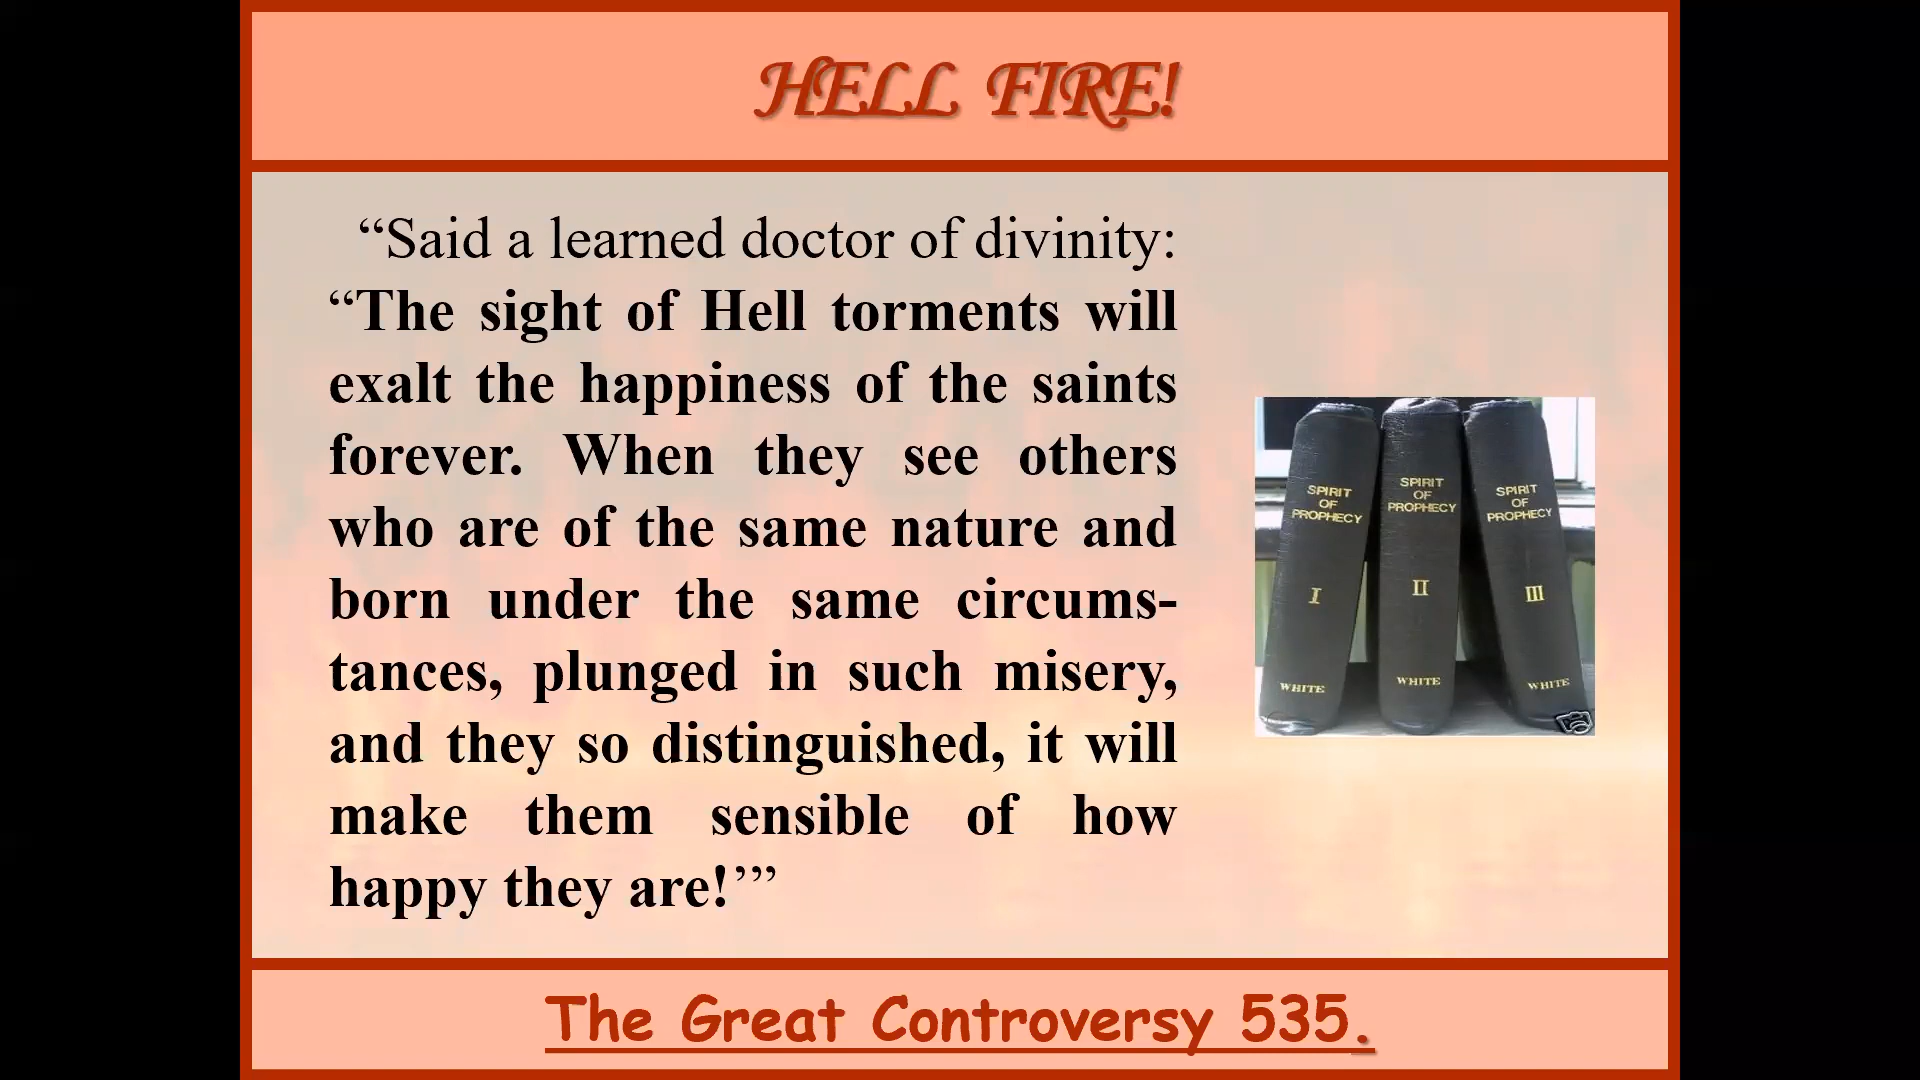 HELL FIRE!
“Said a learned doctor of divinity:
“The sight of Hell torments will
exalt the happiness of the saints
forever. When they see others
who are of the same nature and
born under the same circums-
tances, plunged in such misery,
and they so distinguished, it will
make them sensible of how
happy they are!’”
SPIRIT
OF
PROPHECY
I
WHITE
SPIRIT
OF
PROPHECY
II
WHITE
SPIRIT
OF
PROPHECY
III
WHITE
The Great Controversy 535.